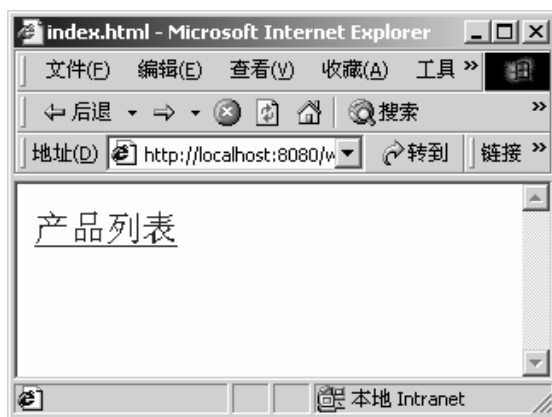 index.html - Microsoft Internet Explorer
文件(F) 编辑(E) 查看(V) 收藏(A) 工具 »
后退 搜索 »
地址(D) http://localhost:8080/w 转到 链接 »
产品列表
本地 Intranet